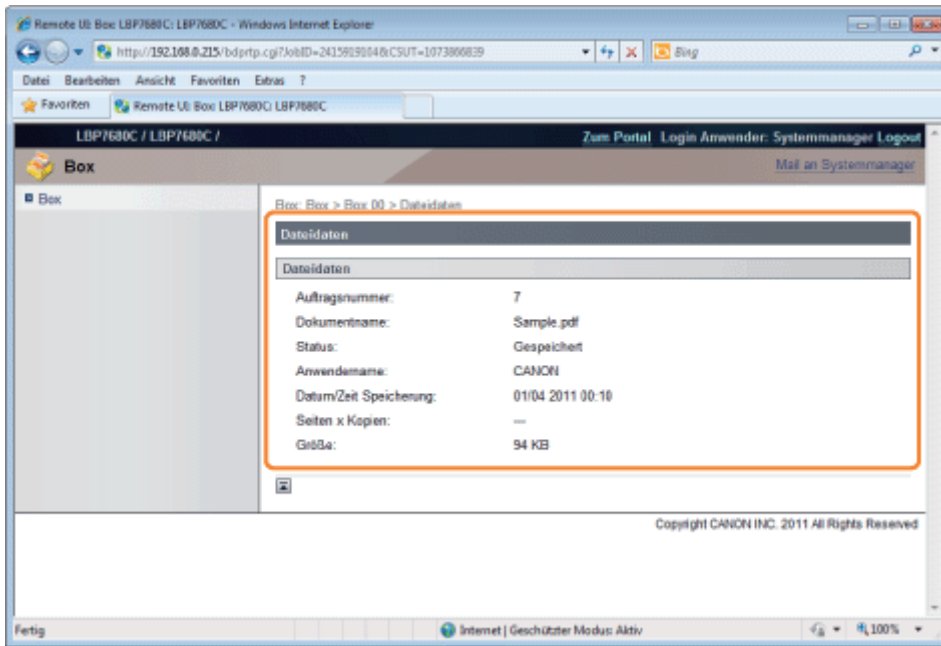 Remote UI: Box LBP7680C: LBP7680C - Windows Internet Explorer
http://192.168.0.215/bdprtp.cgi?JobID=2415919104&CSUT=1073866839
Bing
Datei Bearbeiten Ansicht Favoriten Extras ?
Favoriten Remote UI: Box LBP7680C: LBP7680C
LBP7680C / LBP7680C / Zum Portal Login Anwender: Systemmanager Logout
Box Mail an Systemmanager
Box
Box: Box > Box 00 > Dateidaten
Dateidaten
Dateidaten
Auftragsnummer: 7
Dokumentname: Sample.pdf
Status: Gespeichert
Anwendername: CANON
Datum/Zeit Speicherung: 01/04 2011 00:10
Seiten x Kopien: ---
Größe: 94 KB
Copyright CANON INC. 2011 All Rights Reserved
Fertig Internet | Geschützter Modus: Aktiv 100%